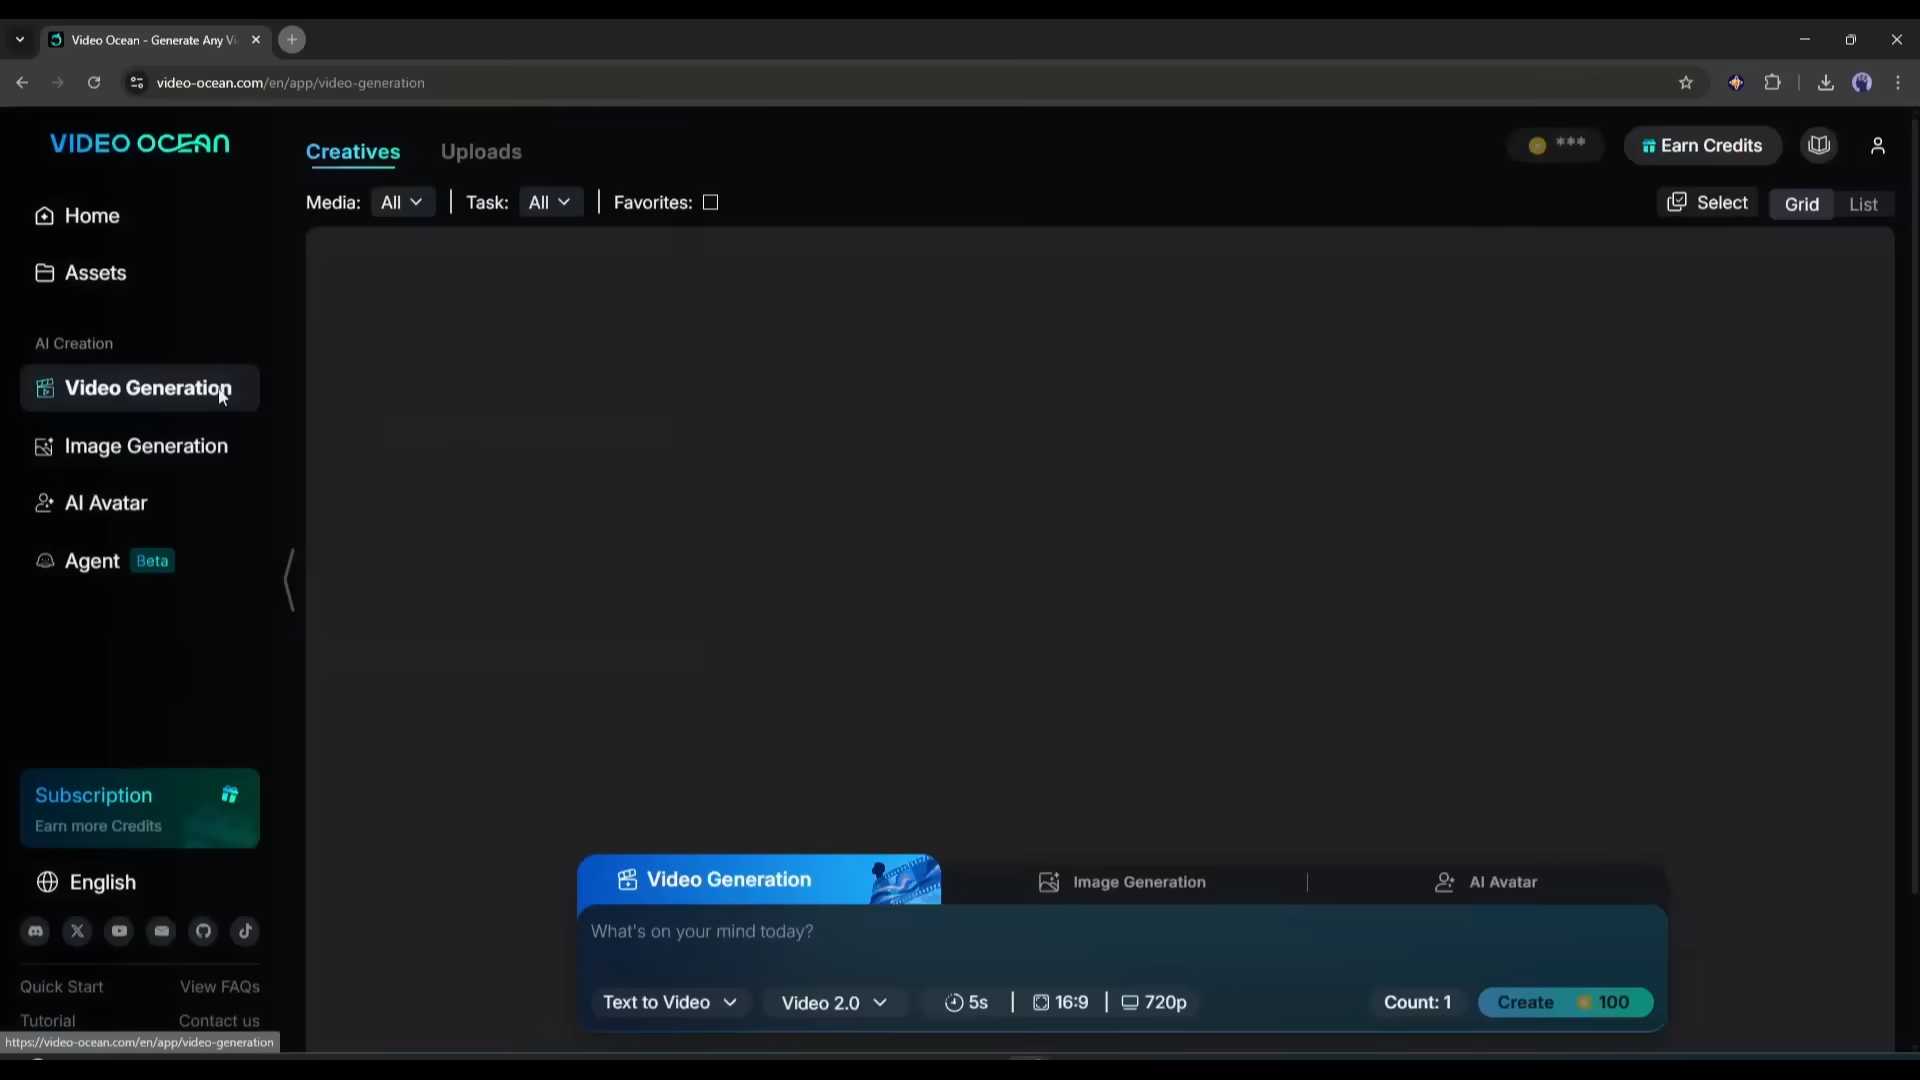 Video Ocean - Generate Any Vi
video-ocean.com/en/app/video-generation
VIDEO OCEAN
Creatives
Uploads
***
Earn Credits
Media:
All
Task:
All
Favorites:
Select
Grid
List
Home
Assets
AI Creation
Video Generation
Image Generation
AI Avatar
Agent
Beta
Subscription
Earn more Credits
English
Quick Start
View FAQs
Tutorial
Contact us
https://video-ocean.com/en/app/video-generation
Video Generation
Image Generation
AI Avatar
What's on your mind today?
Text to Video
Video 2.0
5s
16:9
720p
Count: 1
Create
100